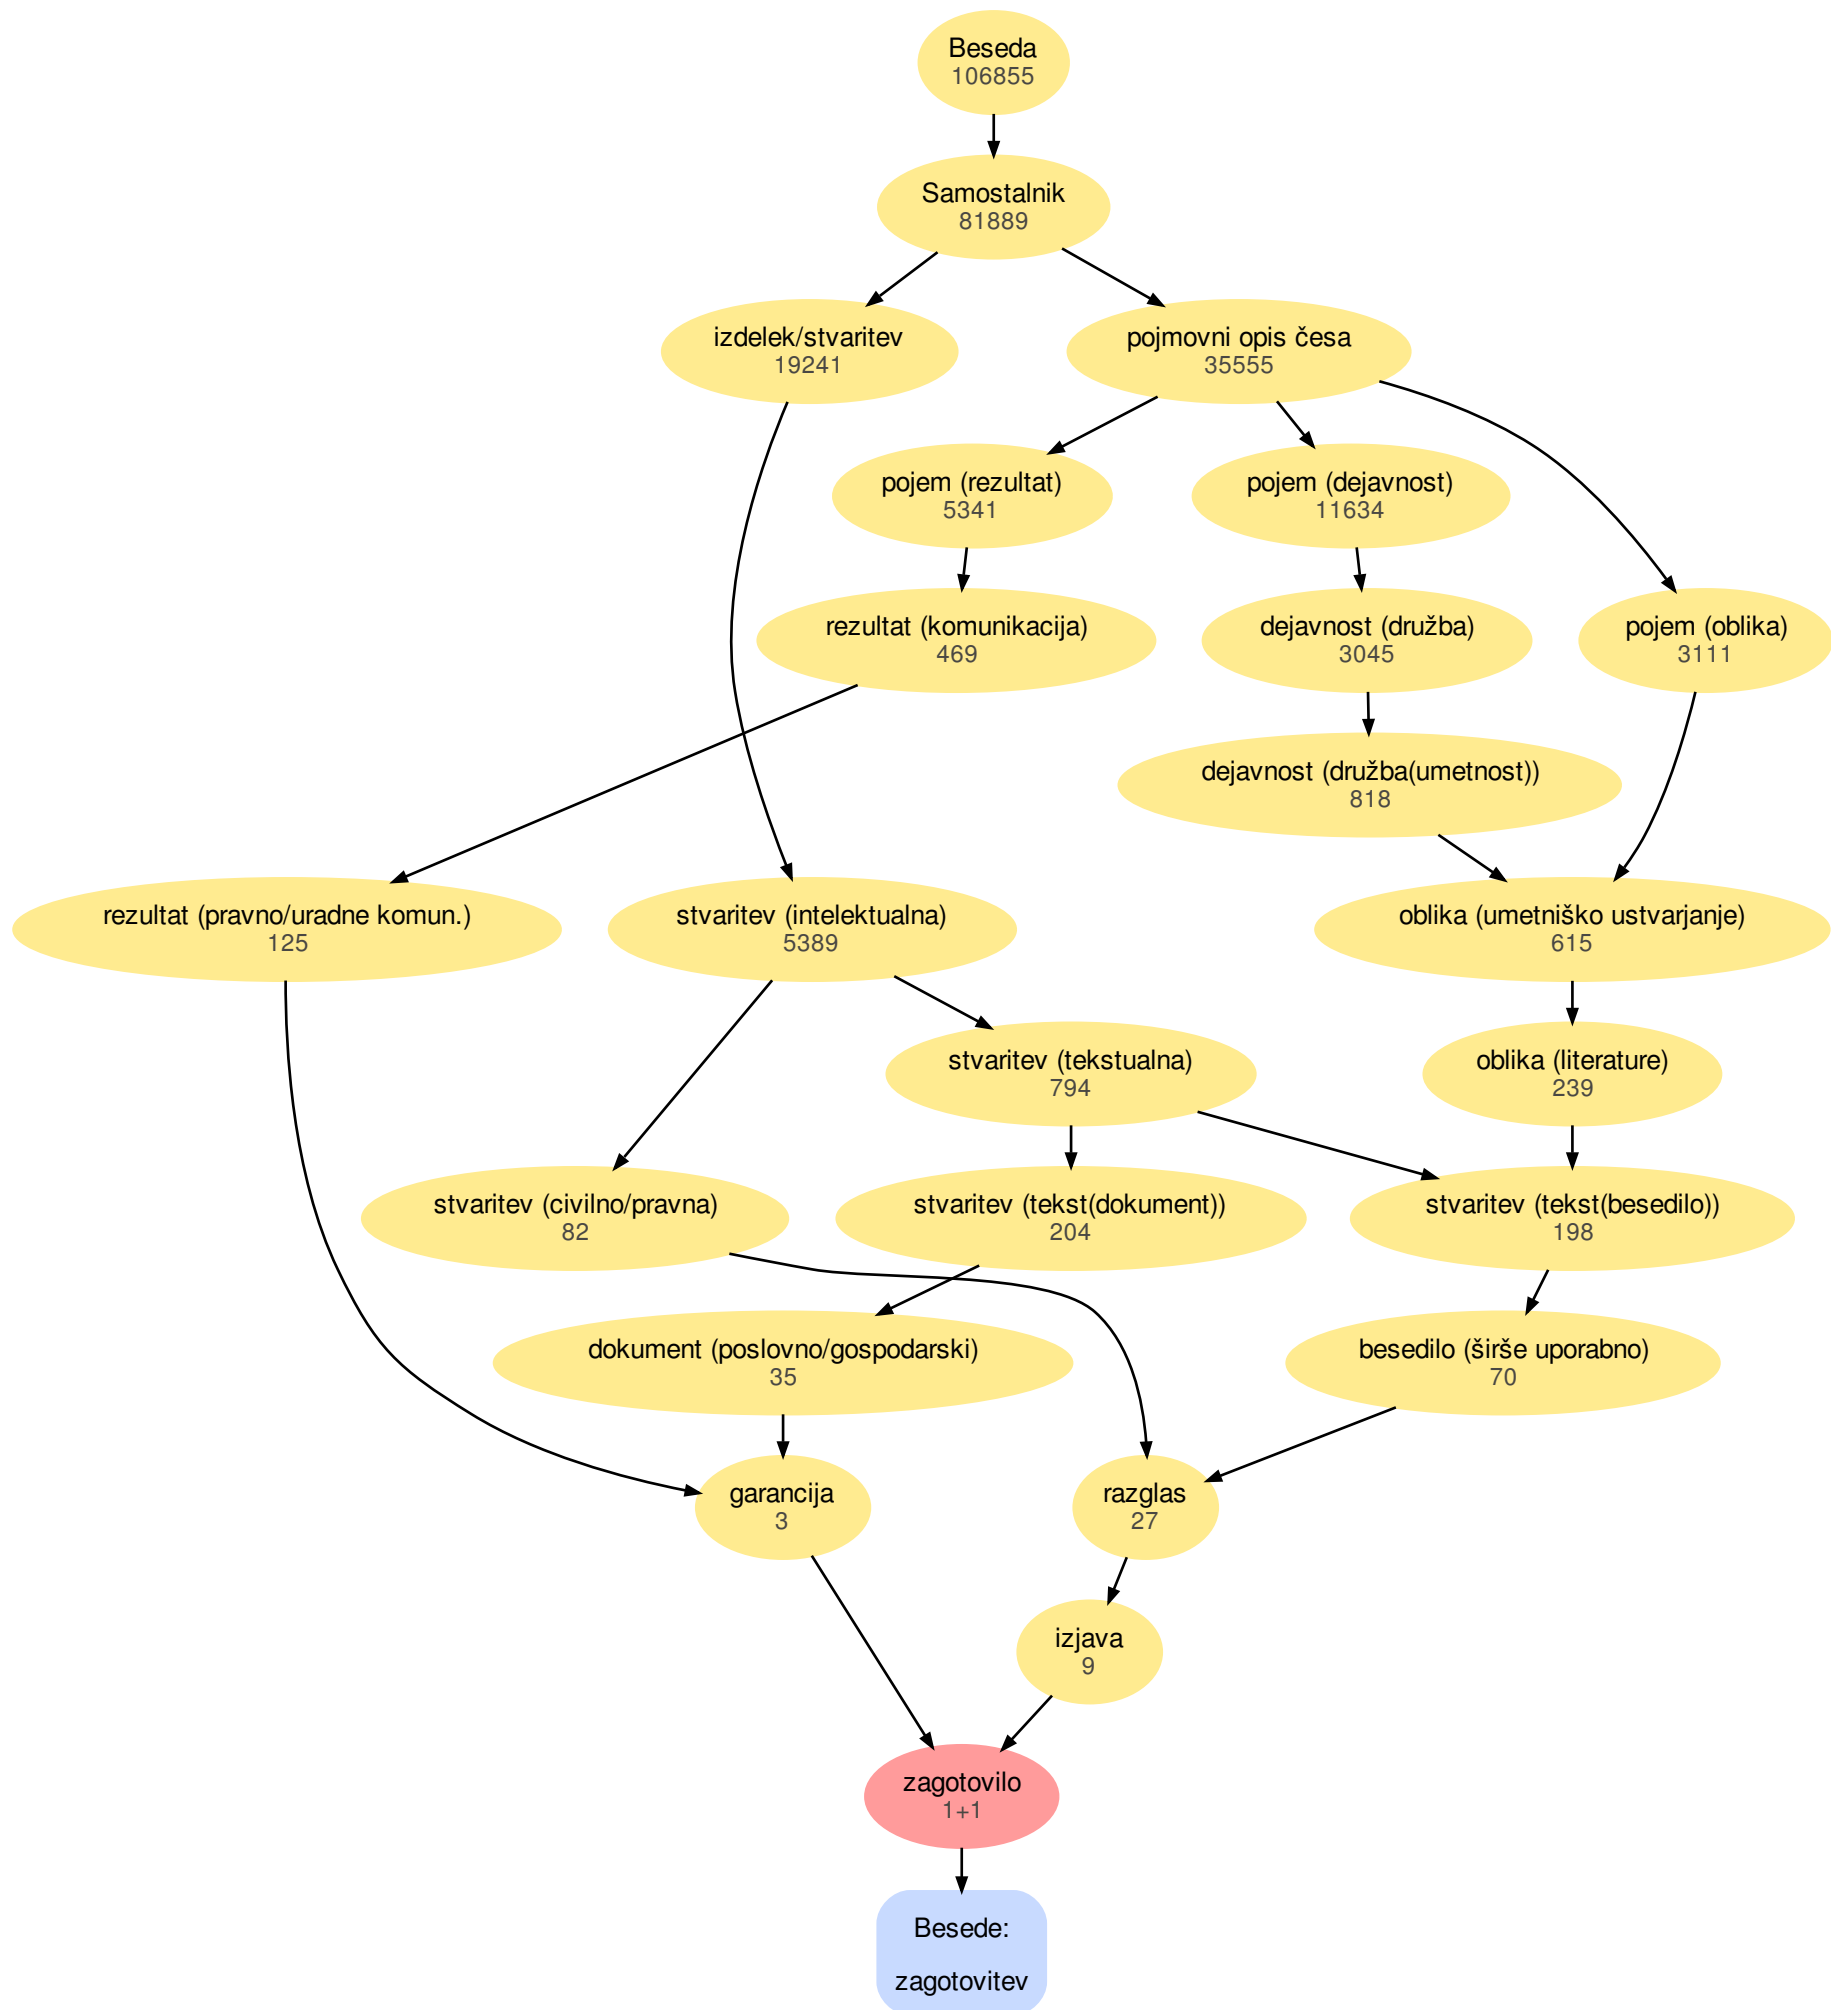 Beseda
106855
Samostalnik
81889
izdelek/stvaritev
19241
pojmovni opis česa
35555
pojem (rezultat)
5341
pojem (dejavnost)
11634
rezultat (komunikacija)
469
dejavnost (družba)
3045
pojem (oblika)
3111
dejavnost (družba(umetnost))
818
rezultat (pravno/uradne komun.)
125
stvaritev (intelektualna)
5389
oblika (umetniško ustvarjanje)
615
stvaritev (tekstualna)
794
oblika (literature)
239
stvaritev (civilno/pravna)
82
stvaritev (tekst(dokument))
204
stvaritev (tekst(besedilo))
198
dokument (poslovno/gospodarski)
35
besedilo (širše uporabno)
70
garancija
3
razglas
27
izjava
9
zagotovilo
1+1
Besede:
zagotovitev